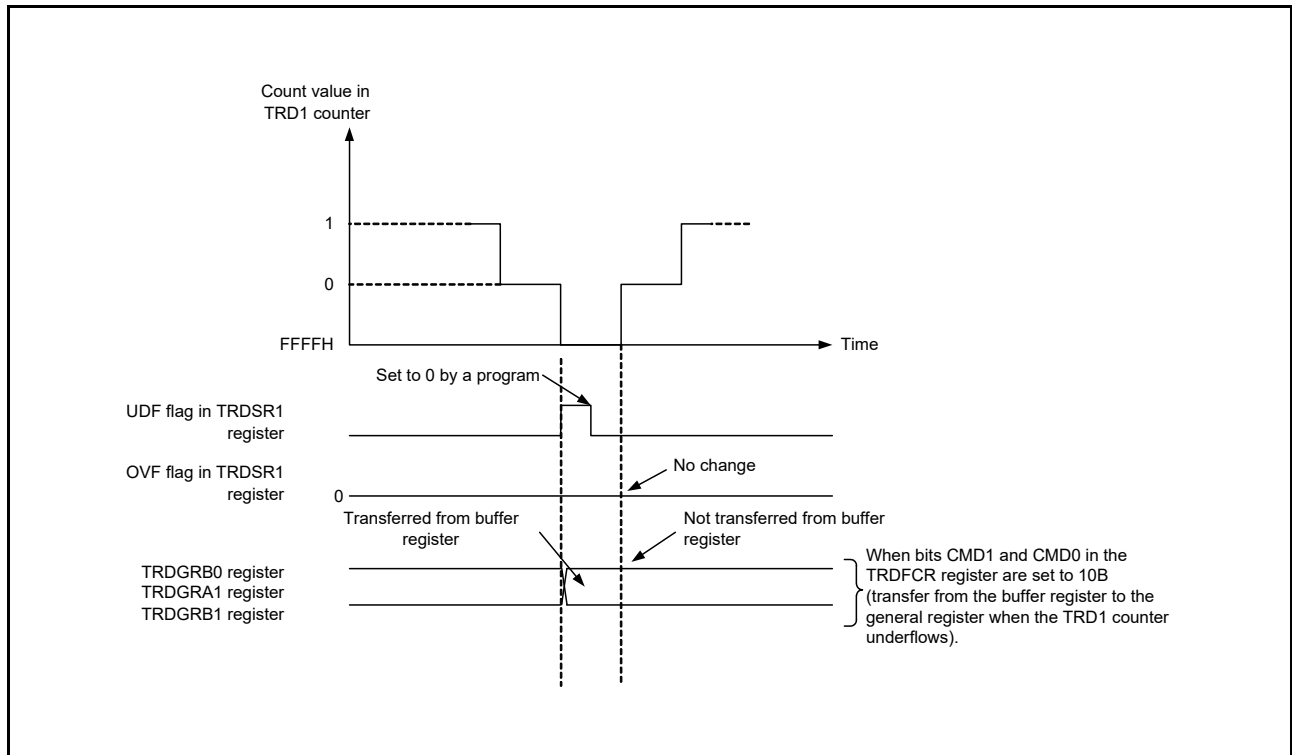 Count value in
TRD1 counter
1
0
FFFFH
Time
Set to 0 by a program
UDF flag in TRDSR1
register
OVF flag in TRDSR1
register
0
No change
Transferred from buffer
register
Not transferred from buffer
register
TRDGRB0 register
TRDGRA1 register
TRDGRB1 register
When bits CMD1 and CMD0 in the
TRDFCR register are set to 10B
(transfer from the buffer register to the
general register when the TRD1 counter
underflows).